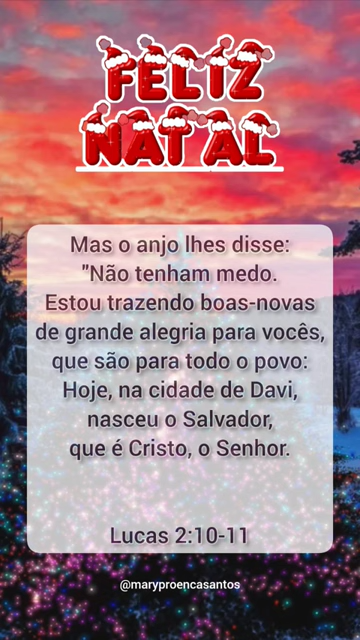 FELIZ
NATAL
Mas o anjo lhes disse:
"Não tenham medo.
Estou trazendo boas-novas
de grande alegria para vocês,
que são para todo o povo:
Hoje, na cidade de Davi,
nasceu o Salvador,
que é Cristo, o Senhor.
Lucas 2:10-11
@maryproencasantos